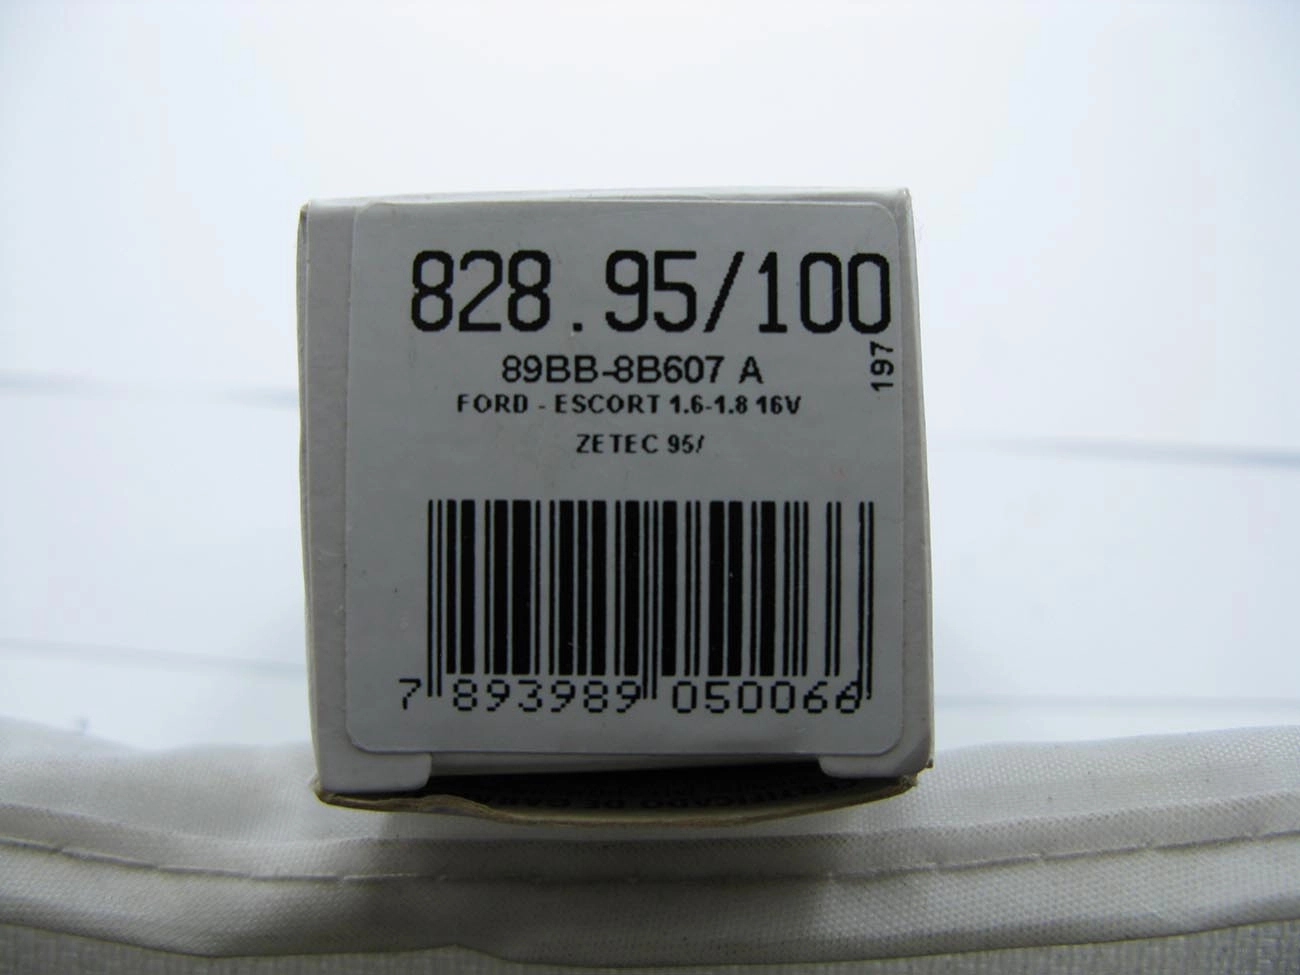 828.95/100
197
89BB-8B607 A
FORD - ESCORT 1.6-1.8 16V
ZETEC 95/
7 893989 050066